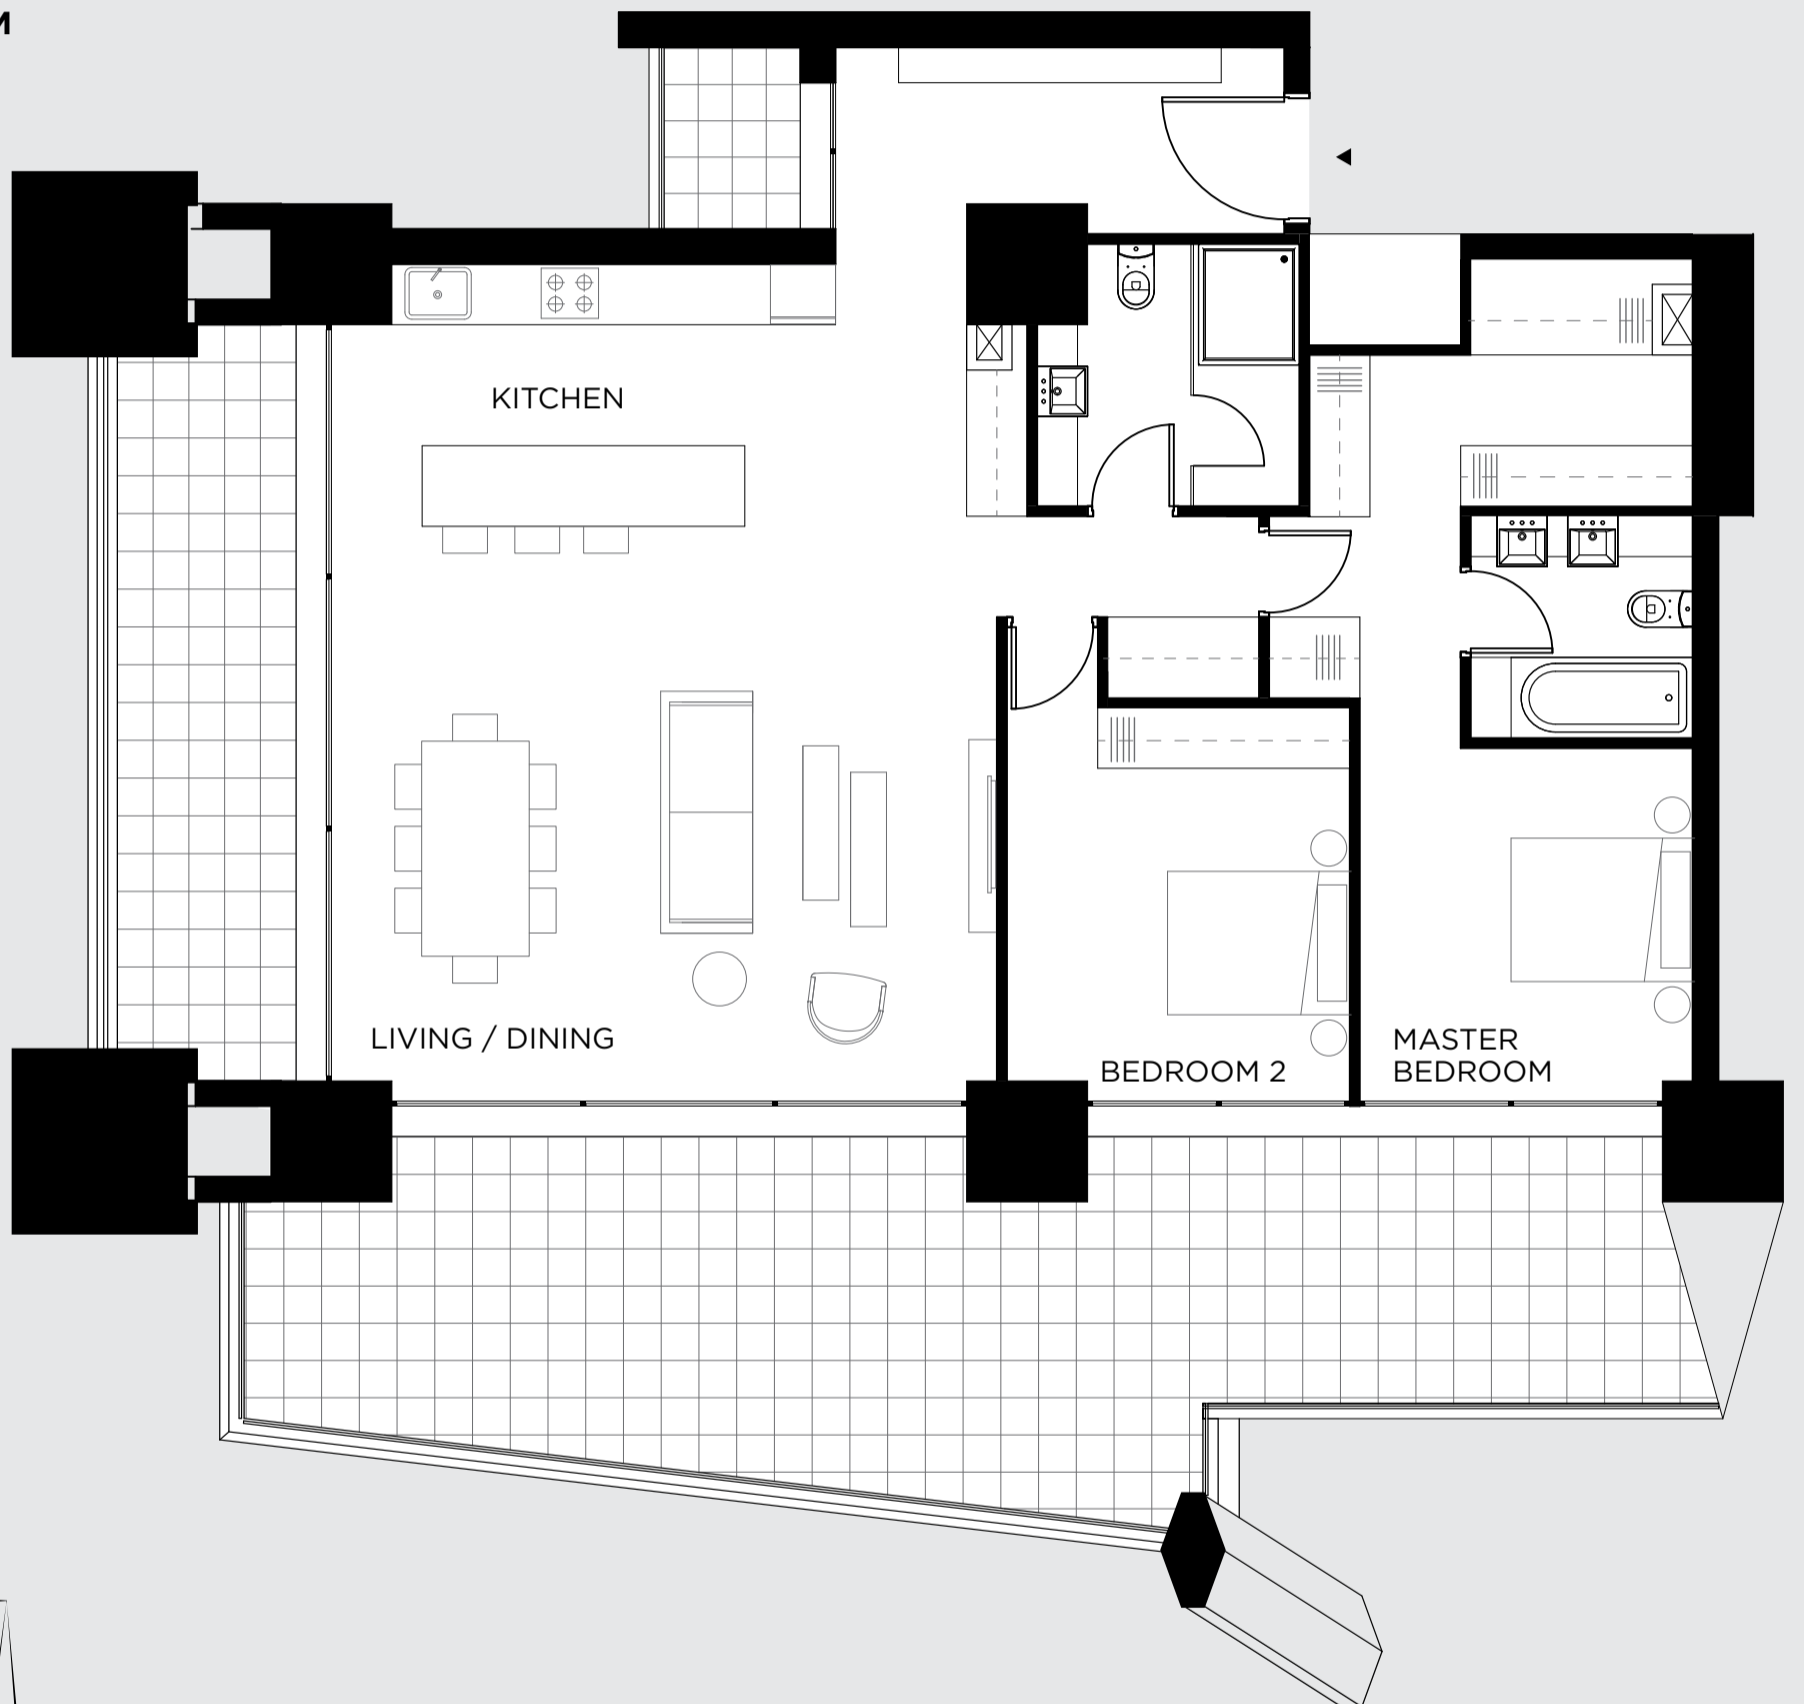 KITCHEN
LIVING / DINING
BEDROOM 2
MASTER
BEDROOM